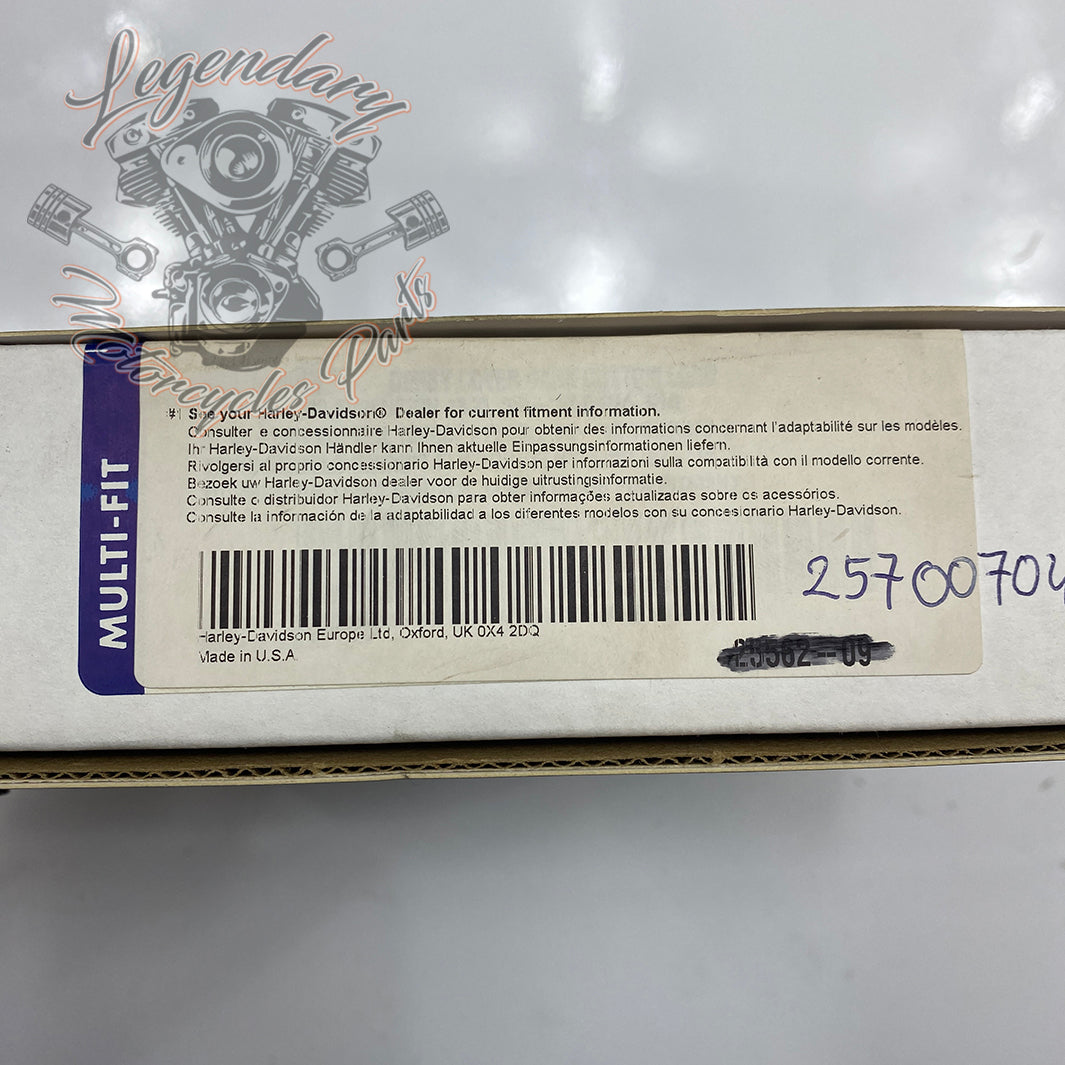 Legendary
Motorcycles Parts
MULTI-FIT
#1 See your Harley-Davidson® Dealer for current fitment information.
Consulter le concessionnaire Harley-Davidson pour obtenir des informations concernant l'adaptabilité sur les modèles.
Ihr Harley-Davidson Händler kann Ihnen aktuelle Einpassungsinformationen liefern.
Rivolgersi al proprio concessionario Harley-Davidson per informazioni sulla compatibilità con il modello corrente.
Bezoek uw Harley-Davidson dealer voor de huidige uitrustingsinformatie.
Consulte o distribuidor Harley-Davidson para obter informações actualizadas sobre os acessórios.
Consulte la información de la adaptabilidad a los diferentes modelos con su concesionario Harley-Davidson.
Harley-Davidson Europe Ltd, Oxford, UK 0X4 2DQ
Made in U.S.A.
25700704